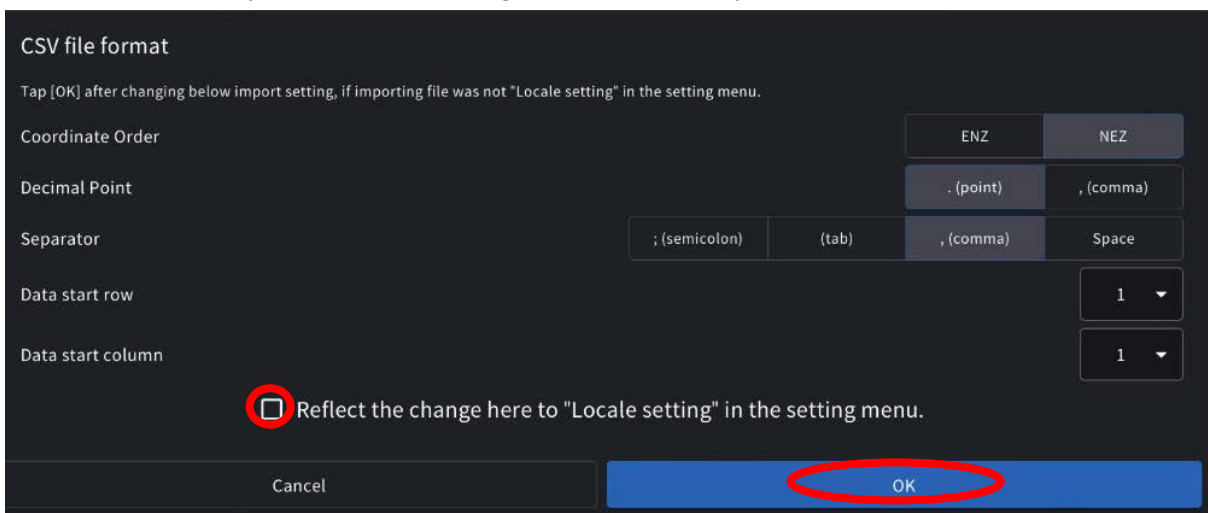 CSV file format
Tap [OK] after changing below import setting, if importing file was not "Locale setting" in the setting menu.
Coordinate Order ENZ NEZ
Decimal Point . (point) , (comma)
Separator ; (semicolon) (tab) , (comma) Space
Data start row 1
Data start column 1
Reflect the change here to "Locale setting" in the setting menu.
Cancel OK